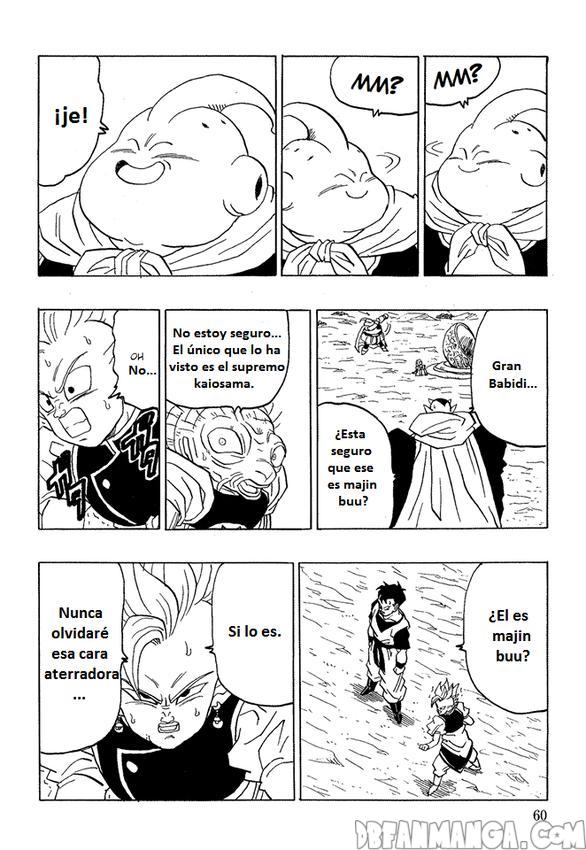 MM?
MM?
¡je!
Gran
Babidi...
¿Esta
seguro
que ese
es majin
buu?
No estoy seguro...
El único que lo ha
visto es el supremo
kaiosama.
OH
No...
¿El es
majin
buu?
Si lo es.
Nunca
olvidaré
esa cara
aterradora
...
60
DBFANMANGA.COM